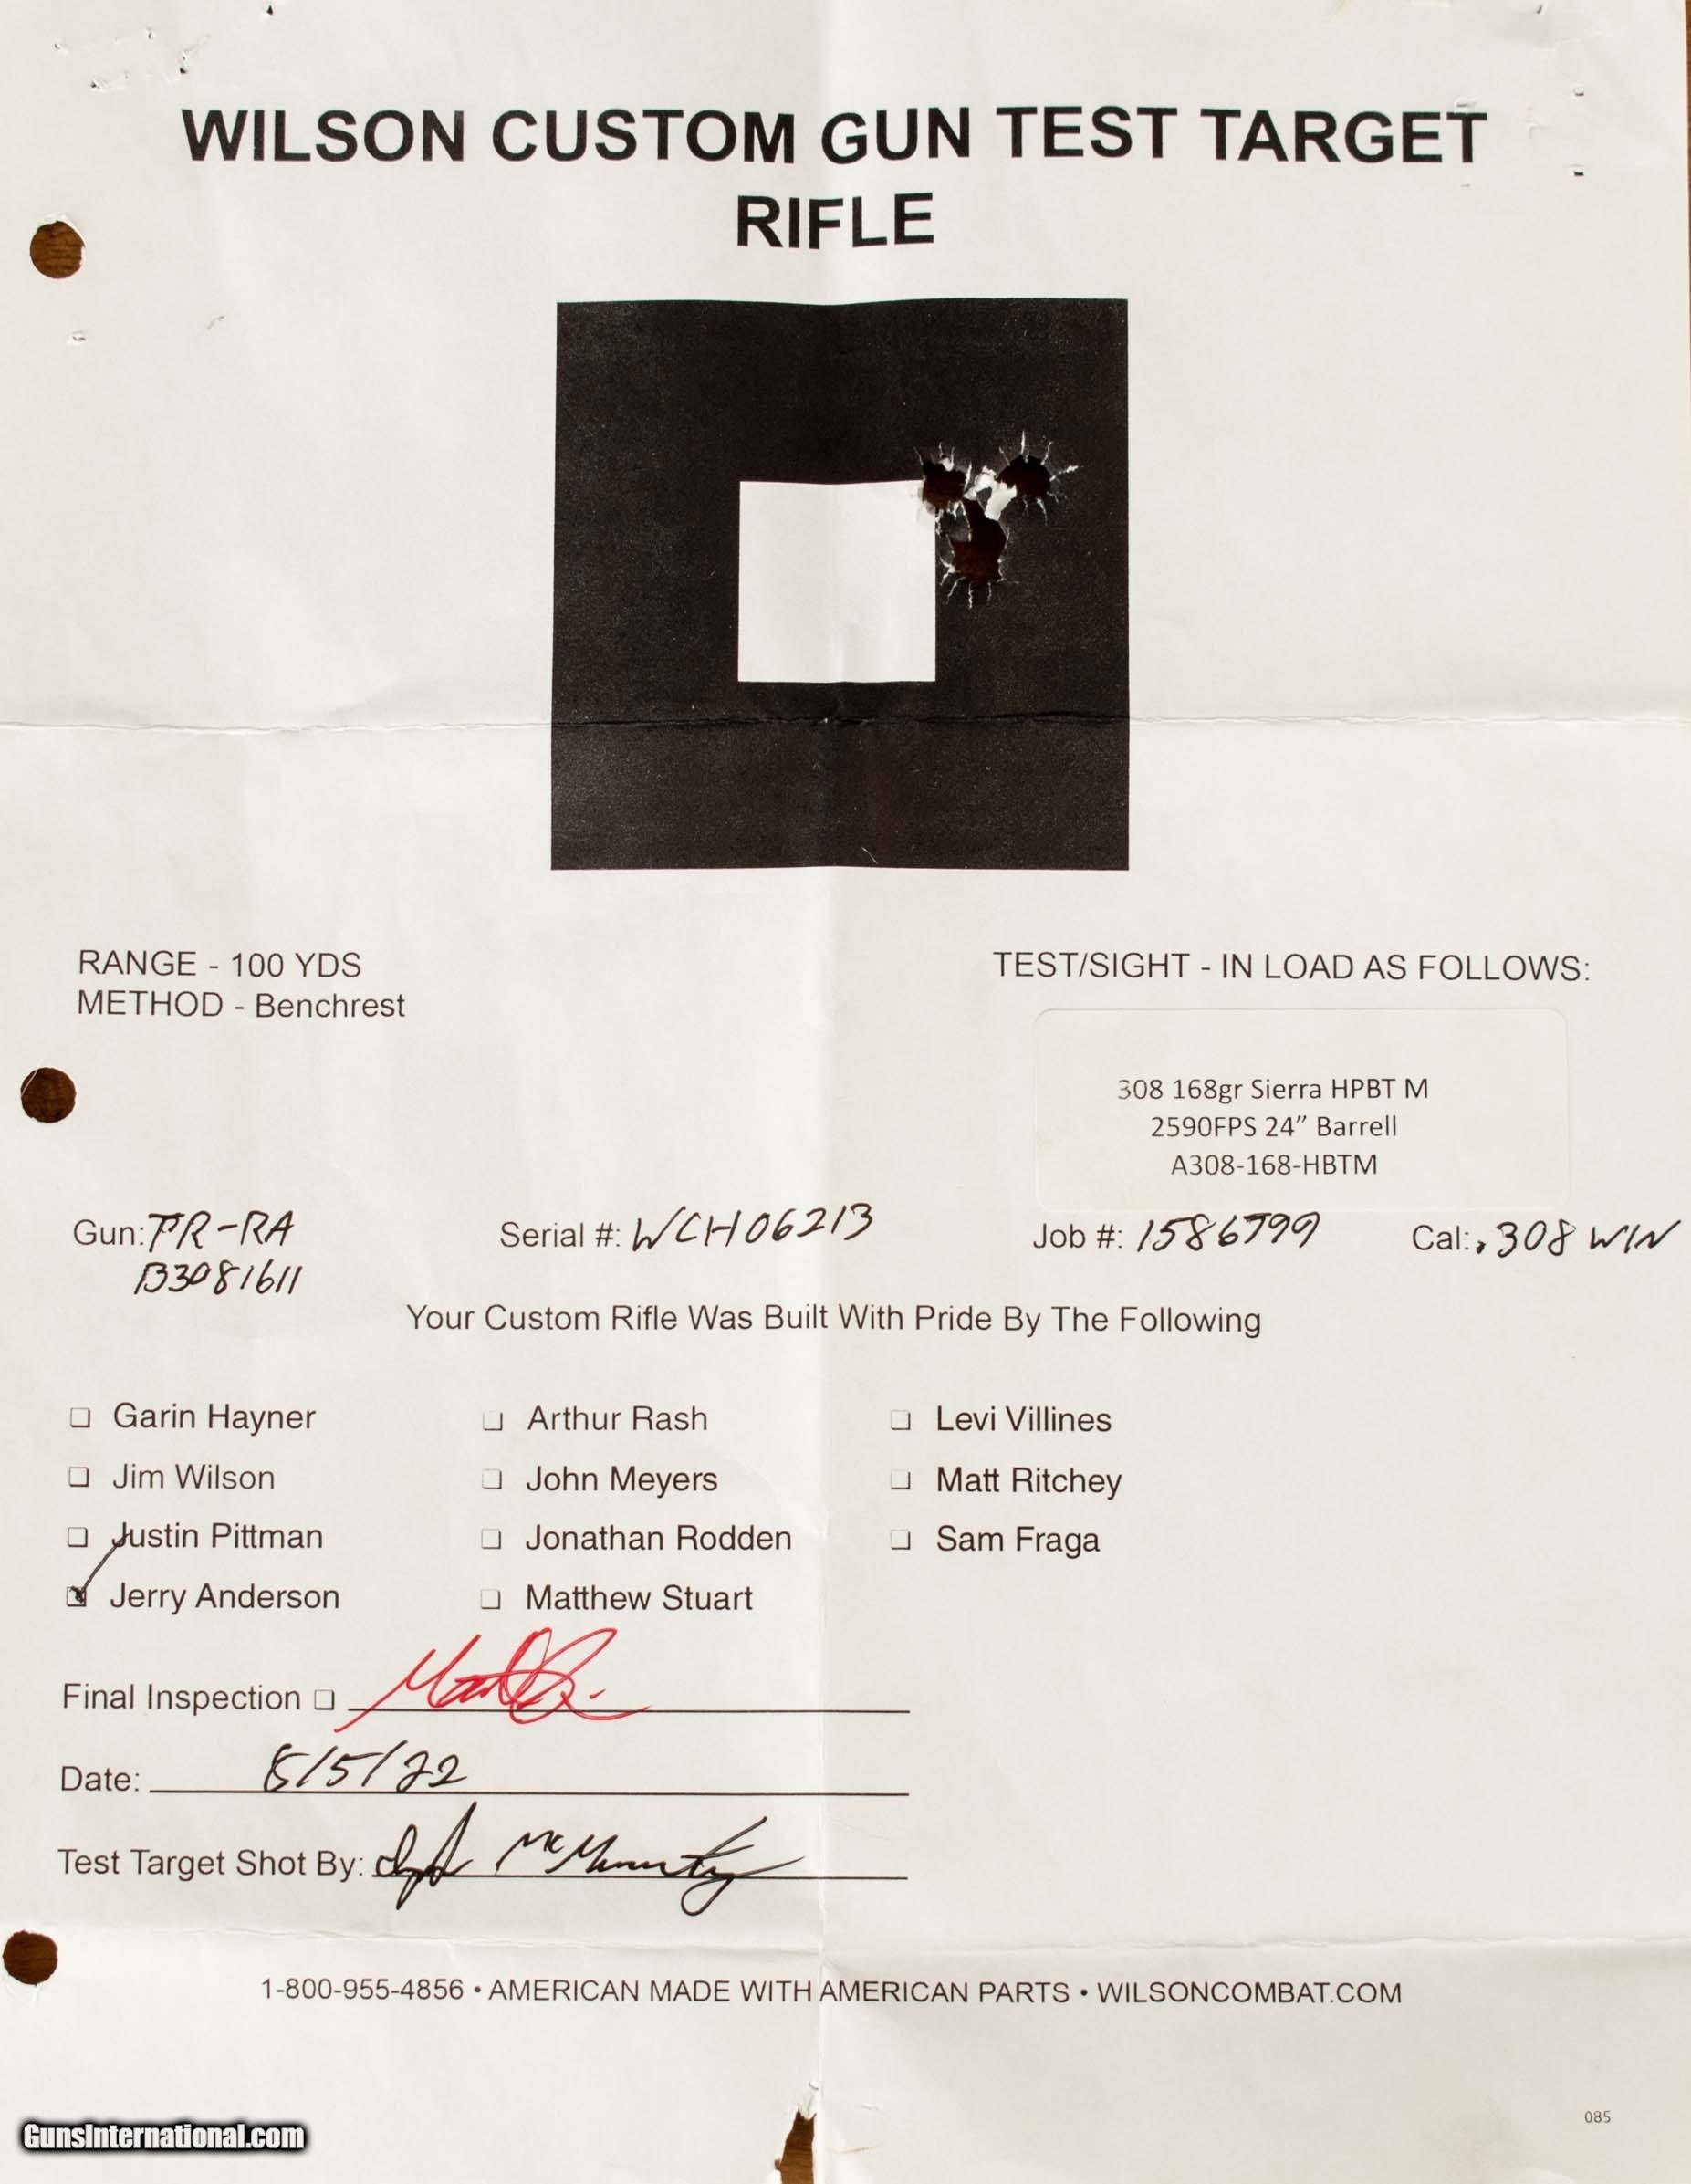 WILSON CUSTOM GUN TEST TARGET
RIFLE
RANGE - 100 YDS
METHOD - Benchrest
TEST/SIGHT - IN LOAD AS FOLLOWS:
308 168gr Sierra HPBT M
2590FPS 24” Barrell
A308-168-HBTM
Gun: TR-RA Serial #: WCH06213 Job #: 1586799 Cal: .308 WIN
B3081611
Your Custom Rifle Was Built With Pride By The Following
Garin Hayner Arthur Rash Levi Villines
Jim Wilson John Meyers Matt Ritchey
Justin Pittman Jonathan Rodden Sam Fraga
Jerry Anderson Matthew Stuart
Final Inspection
Date: 8/5/22
Test Target Shot By:
1-800-955-4856 • AMERICAN MADE WITH AMERICAN PARTS • WILSONCOMBAT.COM
085
GunsInternational.com